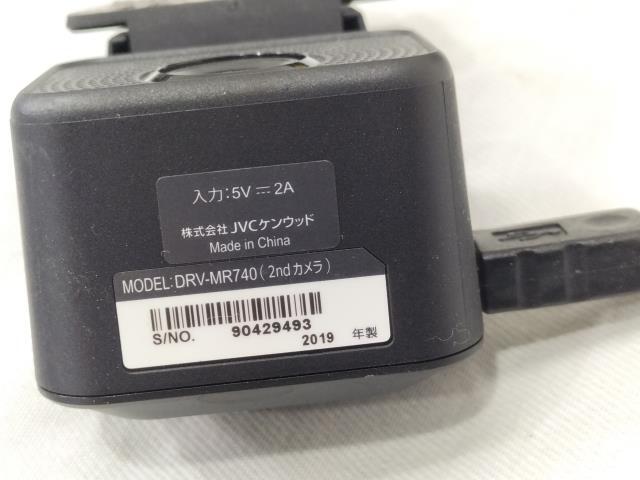 入力:5V⎓2A
株式会社 JVCケンウッド
Made in China
MODEL:DRV-MR740(2ndカメラ)
S/NO. 90429493
2019 年製